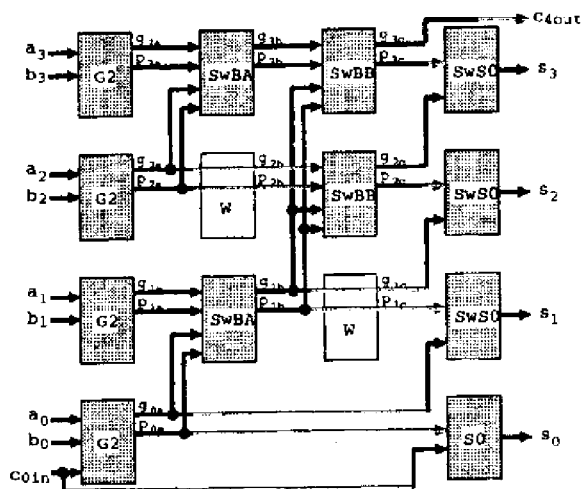 g3a g3b g3c c4out
a3
b3 G2 p3a SwBA p3b SwBB p3c SwS0 s3
g2a g2b g2c
a2
b2 G2 p2a W p2b SwBB p2c SwS0 s2
g1a g1b g1c
a1
b1 G2 p1a SwBA p1b W p1c SwS0 s1
g0a
a0
b0 G2 p0a S0 s0
c0in